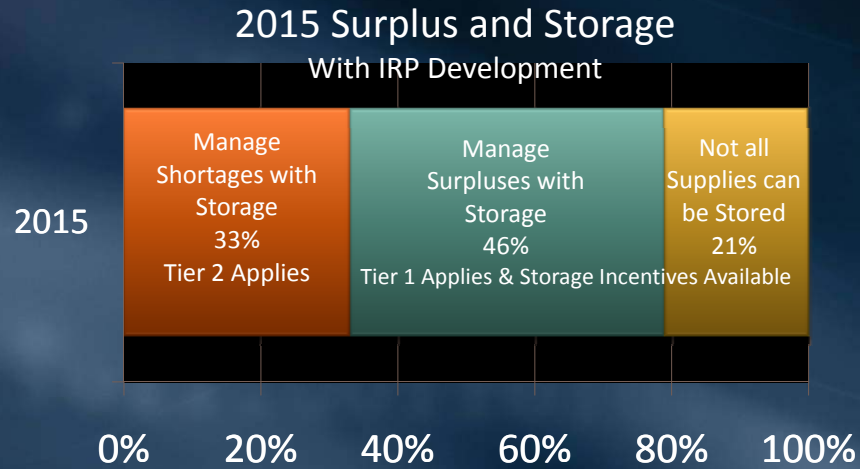 2015 Surplus and Storage
With IRP Development
2015
Manage
Shortages with
Storage
33%
Tier 2 Applies
Manage
Surpluses with
Storage
46%
Not all
Supplies can
be Stored
21%
Tier 1 Applies & Storage Incentives Available
0% 20% 40% 60% 80% 100%